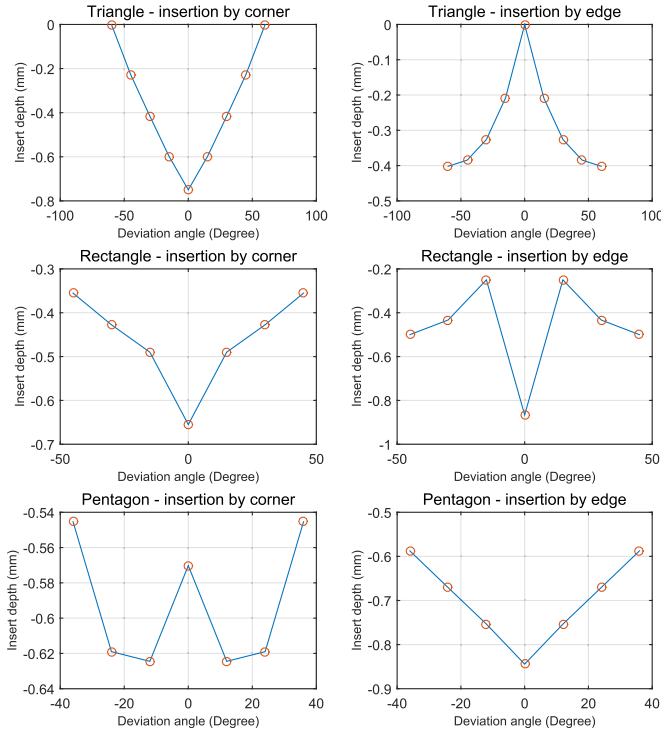 Triangle - insertion by corner
0
-0.2
-0.4
-0.6
-0.8
Insert depth (mm)
-100 -50 0 50 100
Deviation angle (Degree)
Triangle - insertion by edge
0
-0.1
-0.2
-0.3
-0.4
-0.5
Insert depth (mm)
-100 -50 0 50 100
Deviation angle (Degree)
Rectangle - insertion by corner
-0.3
-0.4
-0.5
-0.6
-0.7
Insert depth (mm)
-50 0 50
Deviation angle (Degree)
Rectangle - insertion by edge
-0.2
-0.4
-0.6
-0.8
-1
Insert depth (mm)
-50 0 50
Deviation angle (Degree)
Pentagon - insertion by corner
-0.54
-0.56
-0.58
-0.6
-0.62
-0.64
Insert depth (mm)
-40 -20 0 20 40
Deviation angle (Degree)
Pentagon - insertion by edge
-0.5
-0.6
-0.7
-0.8
-0.9
Insert depth (mm)
-40 -20 0 20 40
Deviation angle (Degree)